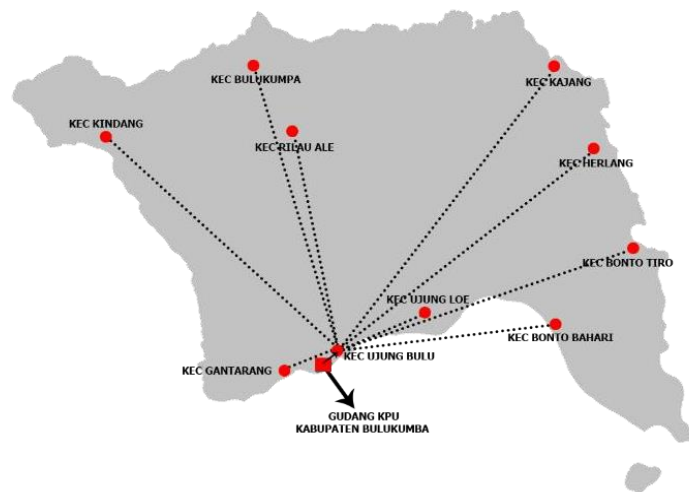 KEC BULUKUMPA
KEC KAJANG
KEC KINDANG
KEC RILAU ALE
KEC HERLANG
KEC BONTO TIRO
KEC UJUNG LOE
KEC BONTO BAHARI
KEC UJUNG BULU
KEC GANTARANG
GUDANG KPU
KABUPATEN BULUKUMBA